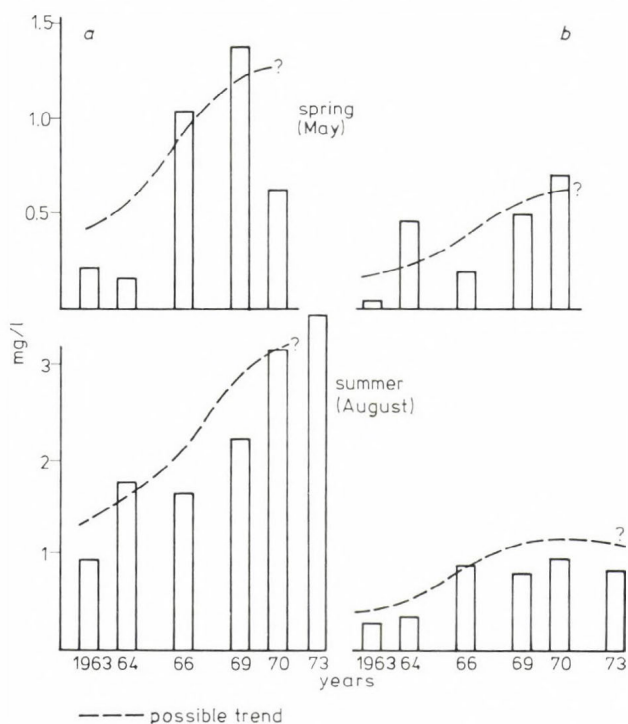 1.5
a
b
?
spring
(May)
1.0
?
0.5
mg/l
3
?
summer
(August)
2
1
?
1963 64 66 69 70 73
1963 64 66 69 70 73
years
possible trend